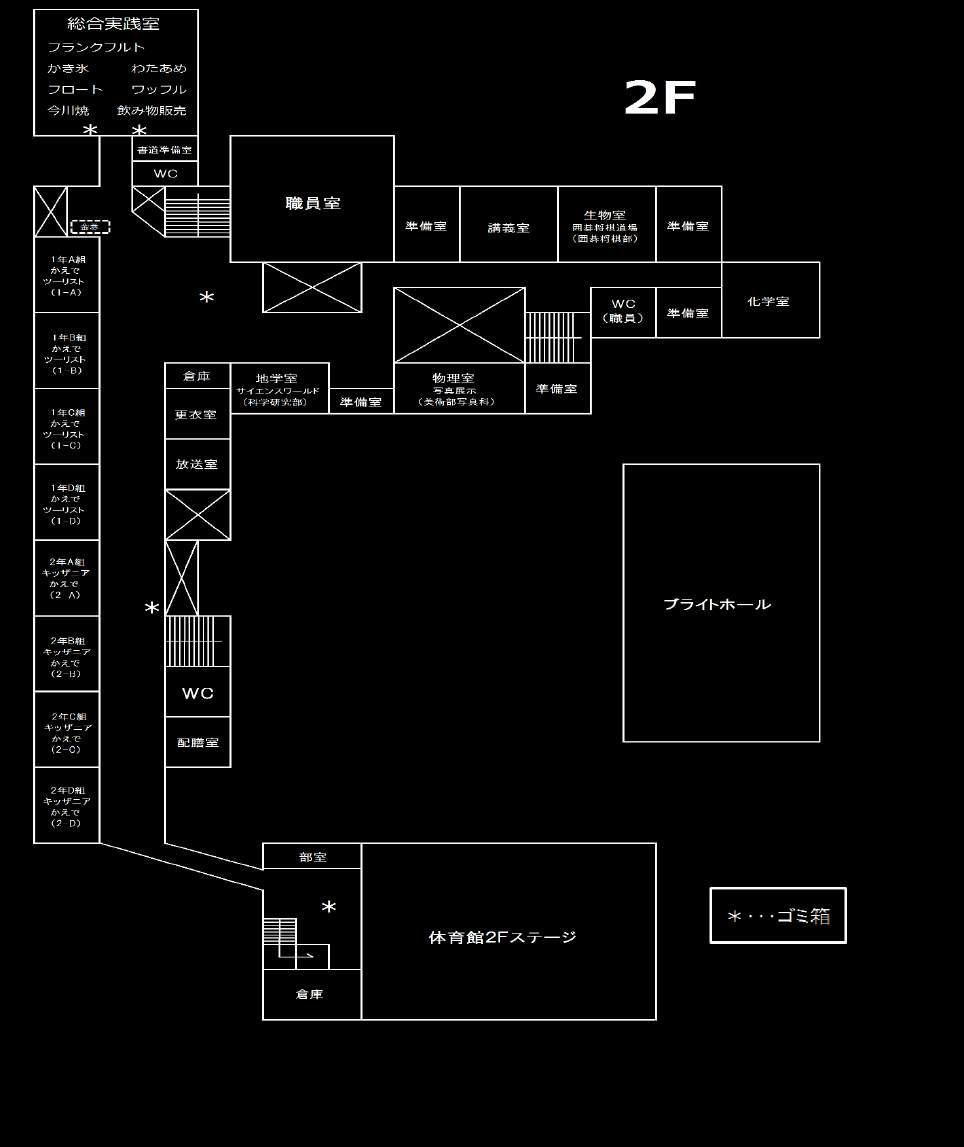 総合実践室
フランクフルト
かき氷 わたあめ
フロート ワッフル
今川焼 飲み物販売
* *
2F
書道準備室
WC
職員室
準備室
講義室
生物室
囲碁将棋道場
(囲碁将棋部)
準備室
1年A組
かえで
ツーリスト
(1-A)
*
WC
(職員)
準備室
化学室
1年B組
かえで
ツーリスト
(1-B)
倉庫
地学室
サイエンスワールド
(科学研究部)
準備室
物理室
写真展示
(美術部写真科)
準備室
更衣室
1年C組
かえで
ツーリスト
(1-C)
放送室
1年D組
かえで
ツーリスト
(1-D)
2年A組
キッザニア
かえで
(2-A)
*
ブライトホール
2年B組
キッザニア
かえで
(2-B)
WC
2年C組
キッザニア
かえで
(2-C)
配膳室
2年D組
キッザニア
かえで
(2-D)
部室
*
体育館2Fステージ
倉庫
*・・・ゴミ箱